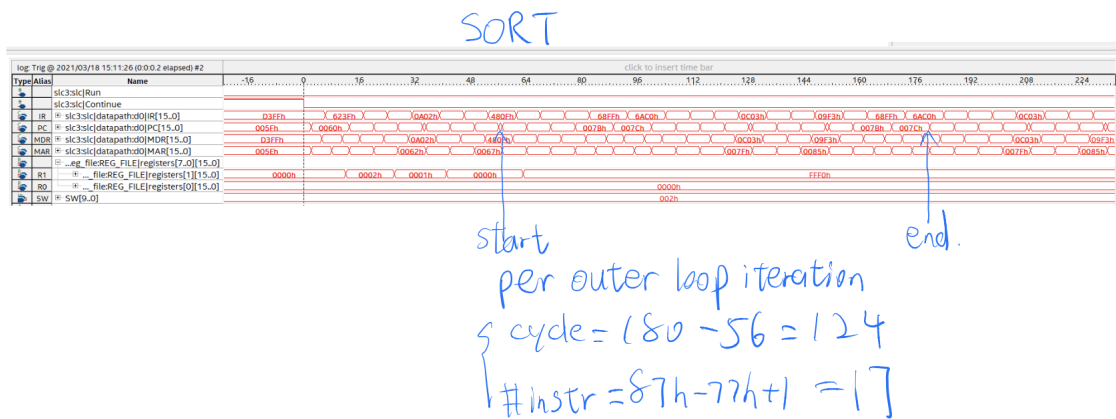 SORT
log: Trig @ 2021/03/18 15:11:26 (0:0:0.2 elapsed) #2
click to insert time bar
Type Alias Name -16 0 16 32 48 64 80 96 112 128 144 160 176 192 208 224
slc3:slc|Run
slc3:slc|Continue
IR slc3:slc|datapath:d0|IR[15..0] D3FFh 623Fh 0A02h 480Fh 68FFh 6AC0h 0C03h 09F3h 68FFh 6AC0h 0C03h
PC slc3:slc|datapath:d0|PC[15..0] 005Fh 0060h 007Bh 007Ch 007Bh 007Ch
MDR slc3:slc|datapath:d0|MDR[15..0] D3FFh 0A02h 480Fh 0C03h 09F3h 0C03h 09F3h
MAR slc3:slc|datapath:d0|MAR[15..0] 005Eh 0062h 0067h 007Fh 0085h 007Fh 0085h
...eg_file:REG_FILE|registers[7..0][15..0]
R1 ..._file:REG_FILE|registers[1][15..0] 0000h 0002h 0001h 0000h FFF0h
R0 ..._file:REG_FILE|registers[0][15..0] 0000h
SW SW[9..0] 002h
start end.
per outer loop iteration
cycle = 180 - 56 = 124
#instr = 87h - 77h + 1 = 17